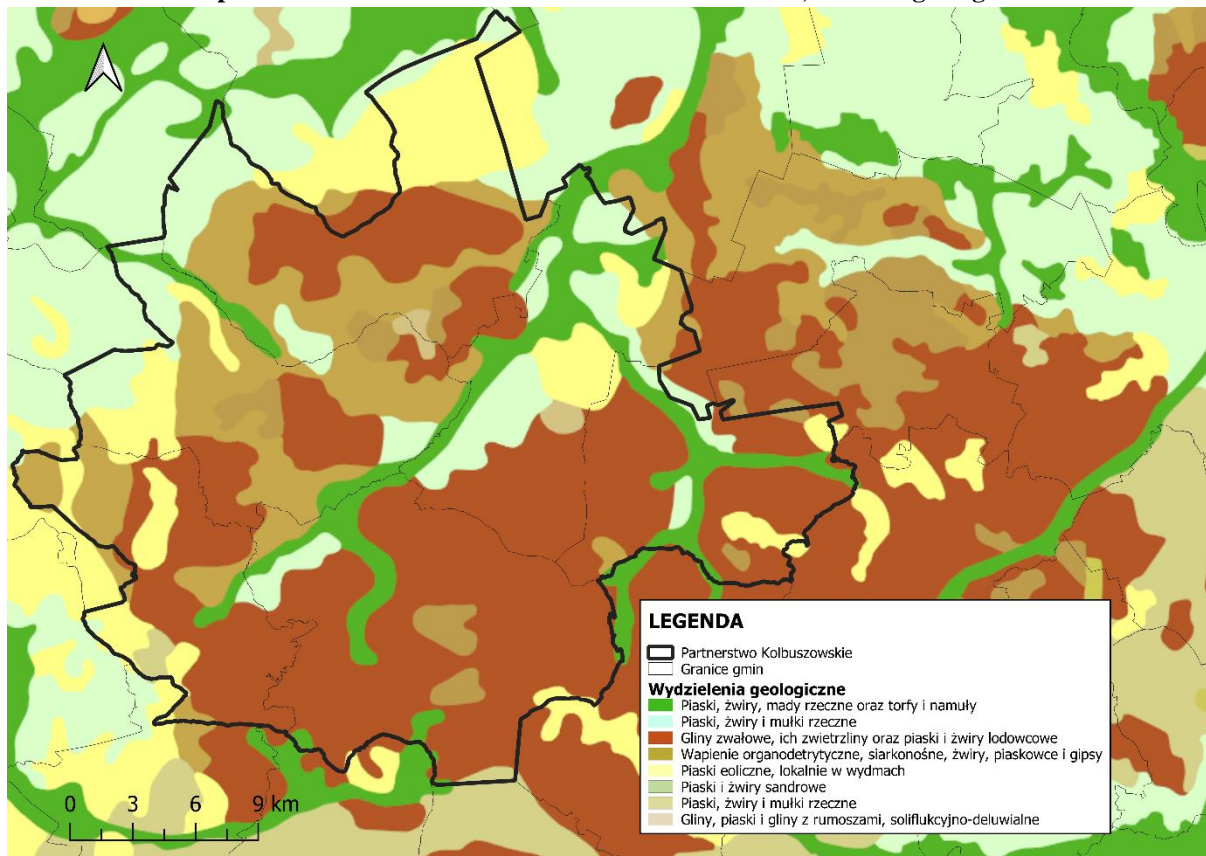 0 3 6 9 km
LEGENDA
Partnerstwo Kolbuszowskie
Granice gmin
Wydzielenia geologiczne
Piaski, żwiry, mady rzeczne oraz torfy i namuły
Piaski, żwiry i mułki rzeczne
Gliny zwałowe, ich zwietrzliny oraz piaski i żwiry lodowcowe
Wapienie organodetrytyczne, siarkonośne, żwiry, piaskowce i gipsy
Piaski eoliczne, lokalnie w wydmach
Piaski i żwiry sandrowe
Piaski, żwiry i mułki rzeczne
Gliny, piaski i gliny z rumoszami, soliflukcyjno-deluwialne